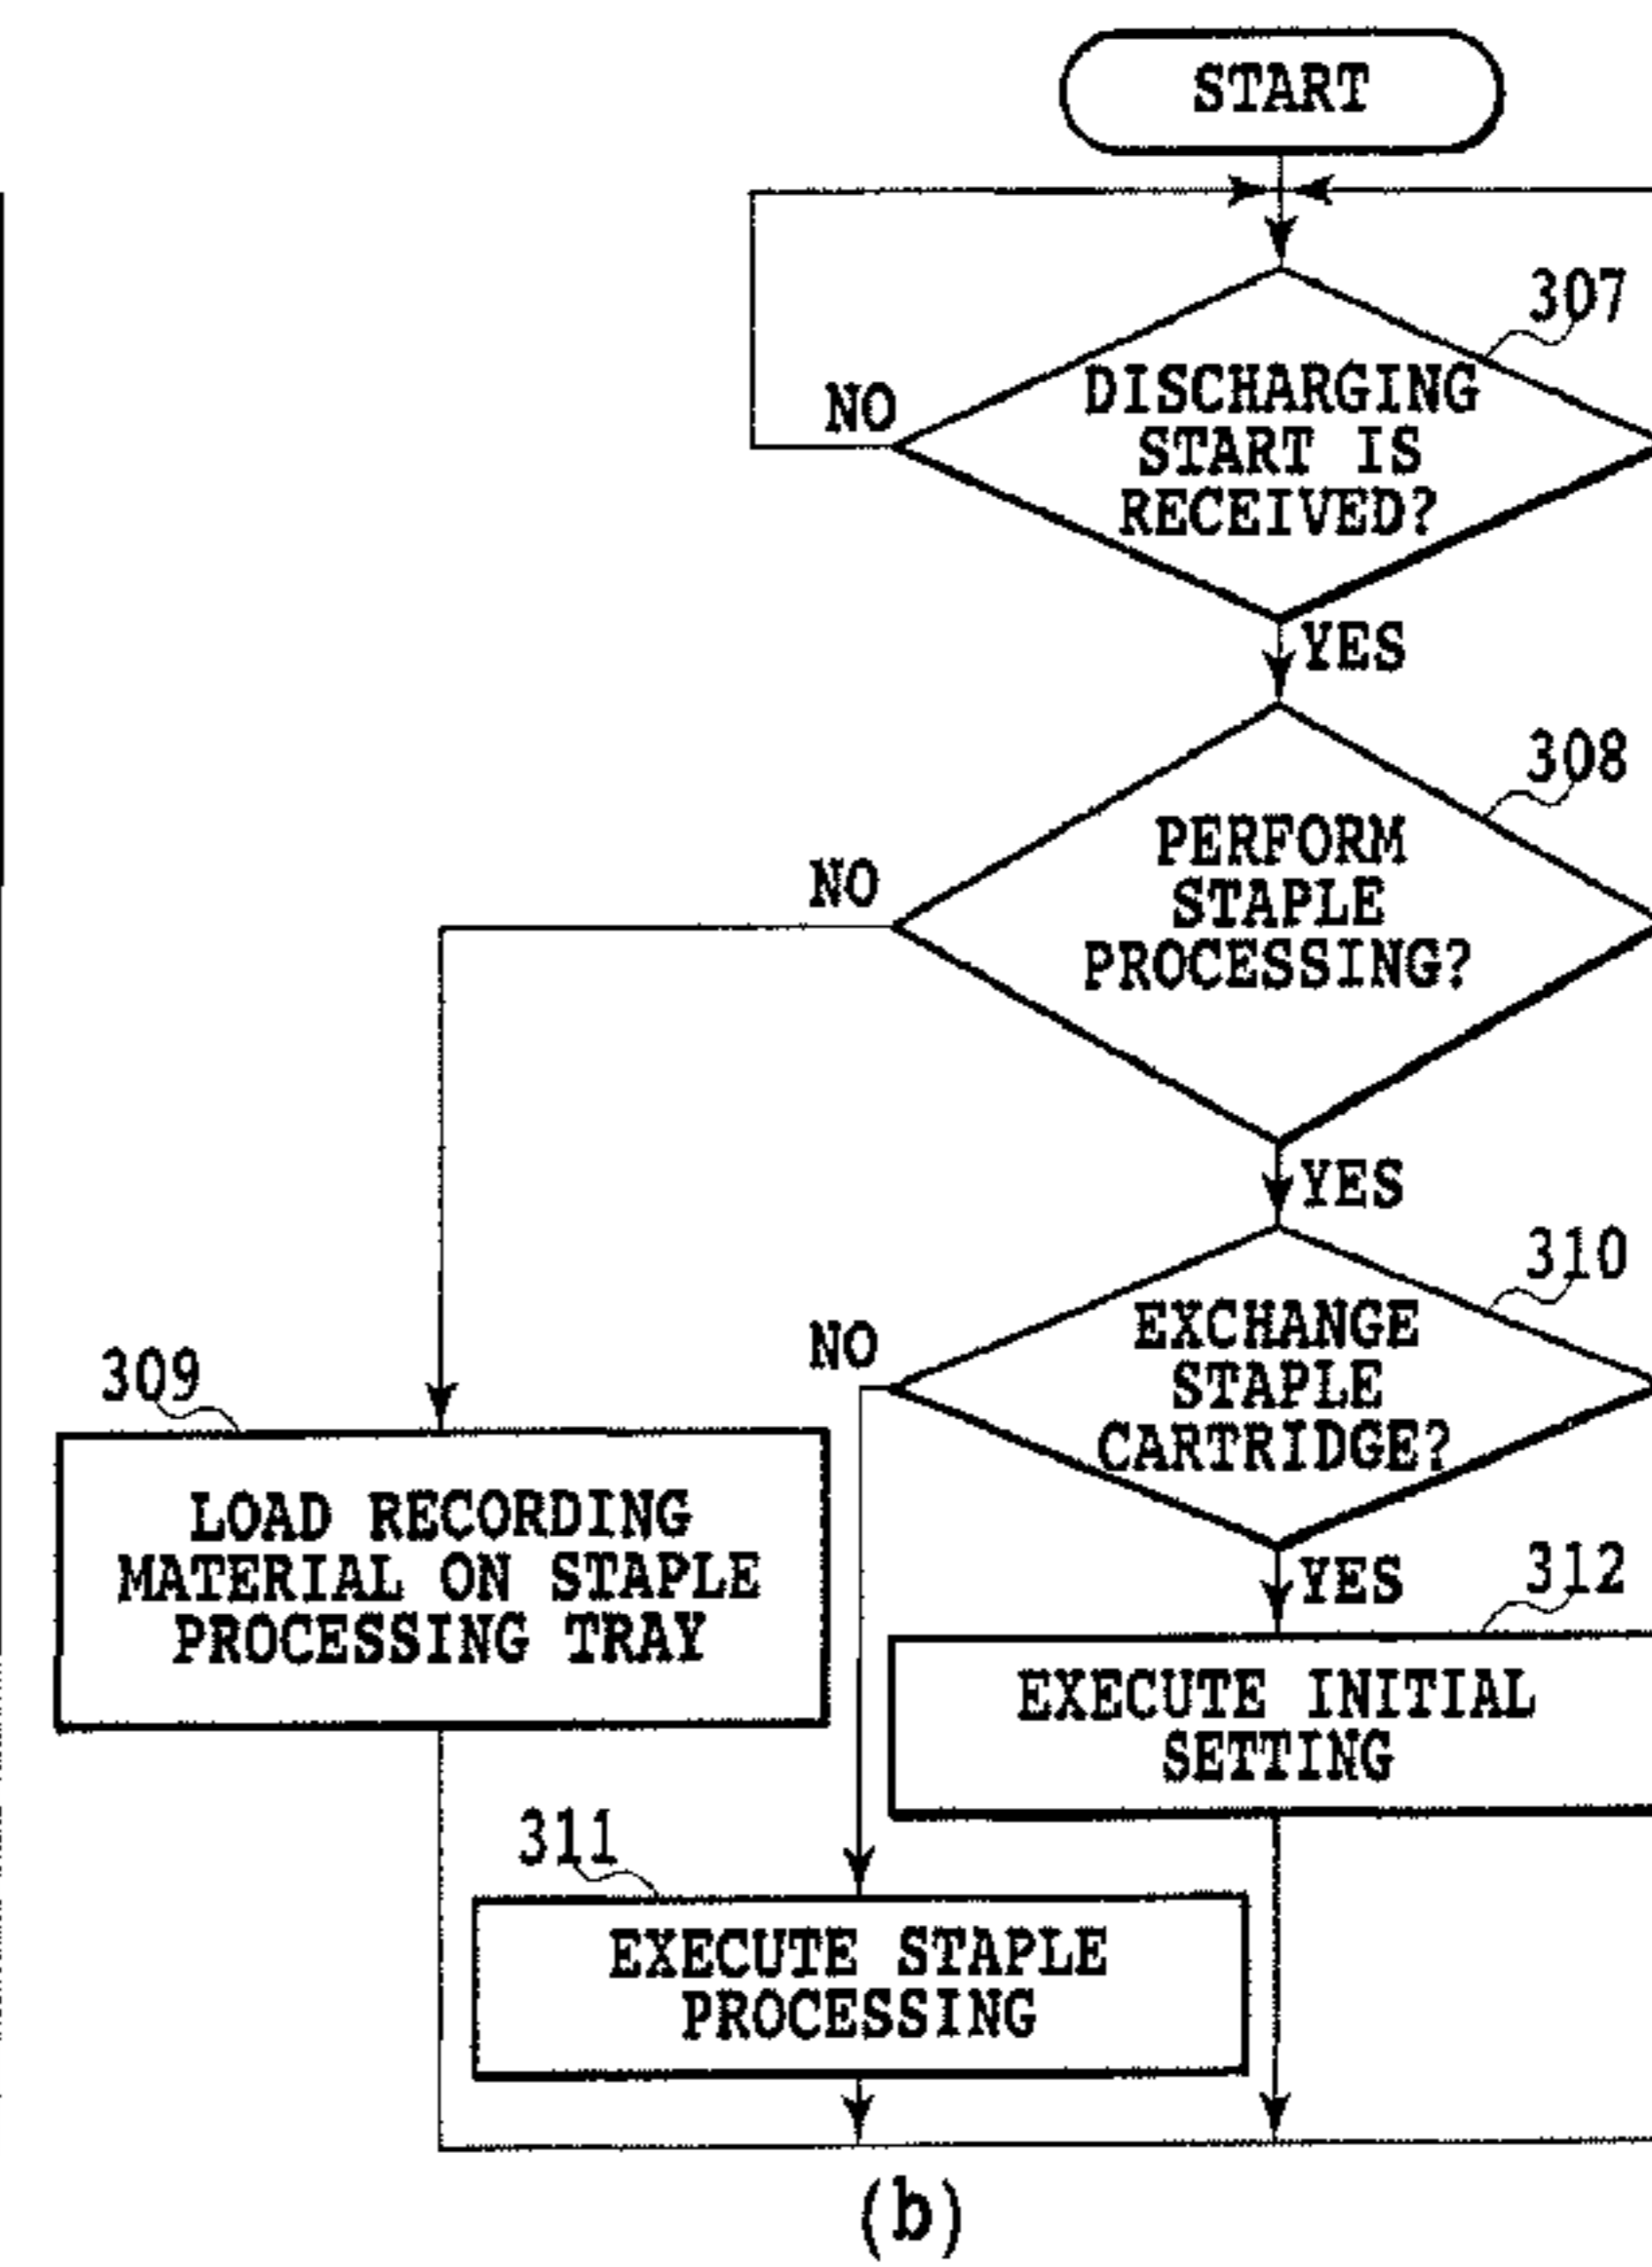 START
307
NO
DISCHARGING
START IS
RECEIVED?
YES
308
NO
PERFORM
STAPLE
PROCESSING?
YES
310
NO
EXCHANGE
STAPLE
CARTRIDGE?
309
LOAD RECORDING
MATERIAL ON STAPLE
PROCESSING TRAY
YES
312
EXECUTE INITIAL
SETTING
311
EXECUTE STAPLE
PROCESSING
(b)